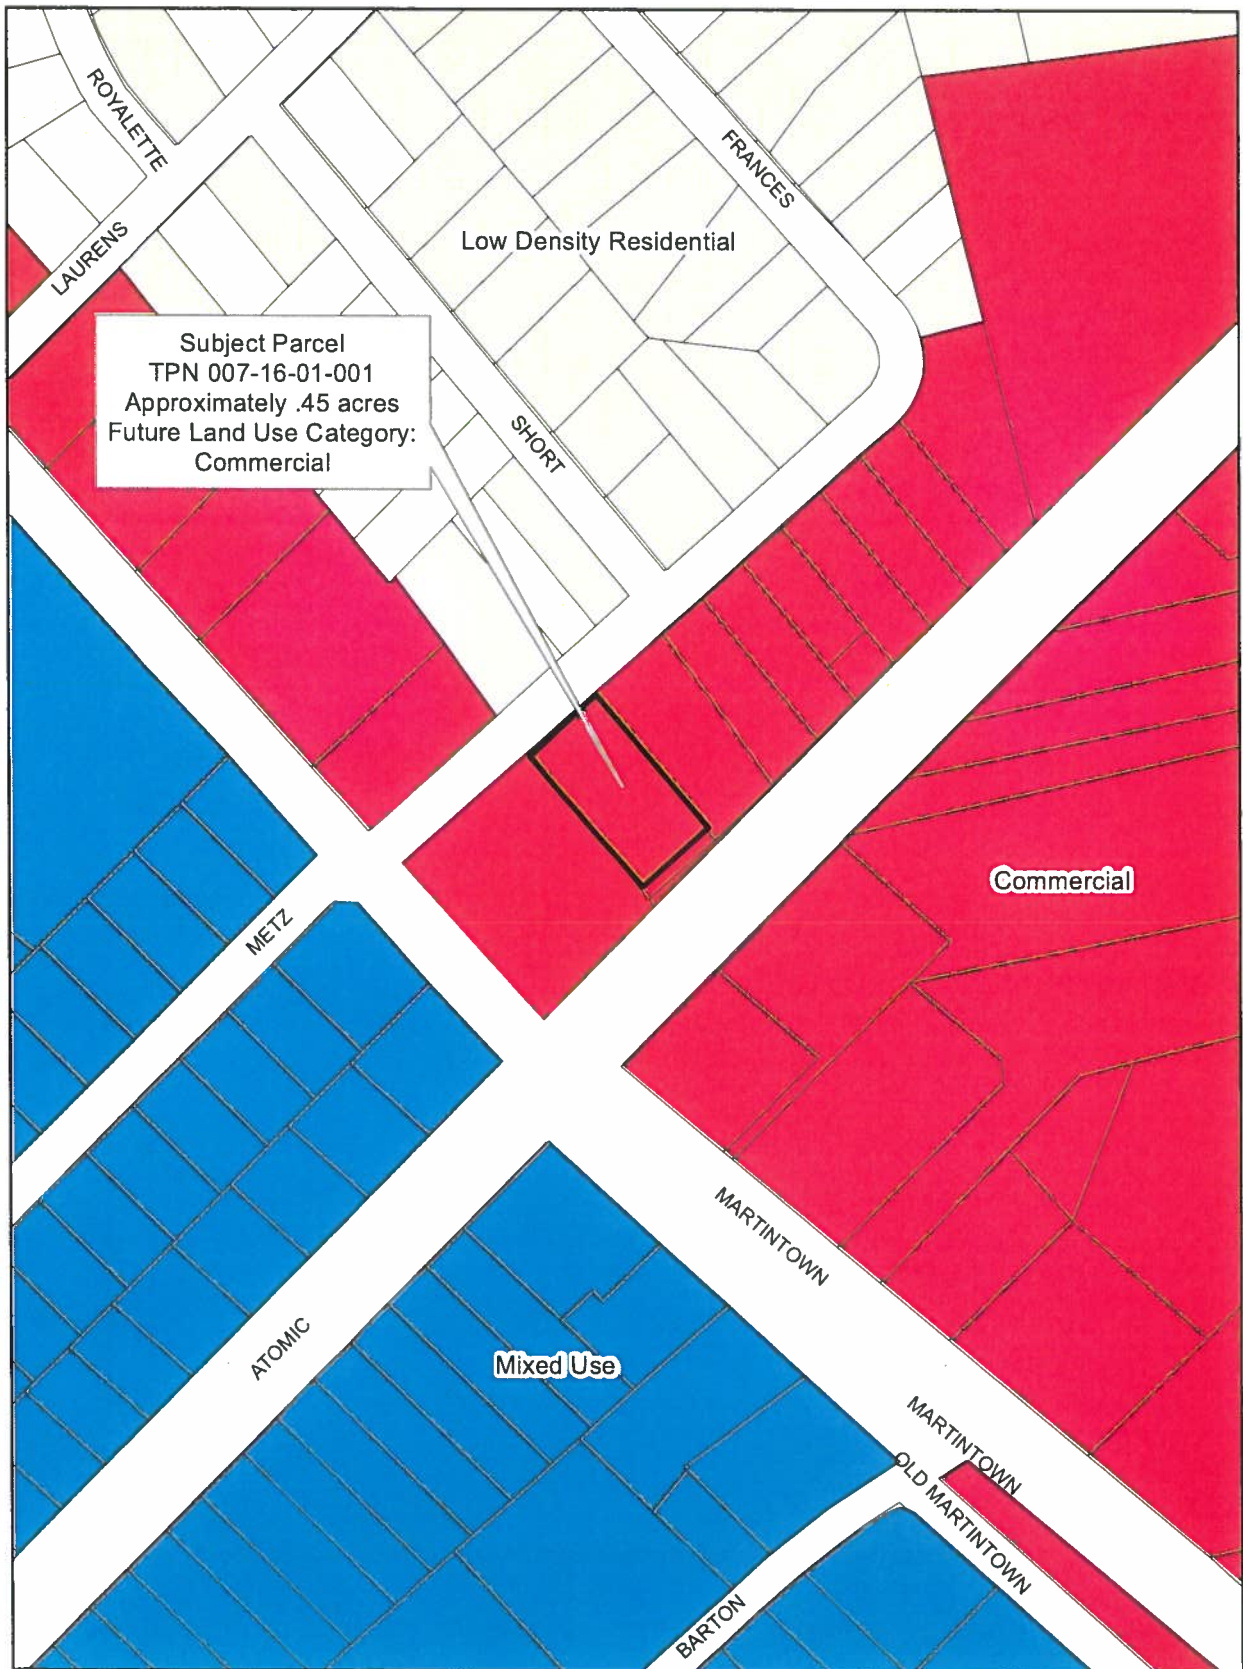 ROYALETTE
FRANCES
LAURENS
Low Density Residential
Subject Parcel
TPN 007-16-01-001
Approximately .45 acres
Future Land Use Category:
Commercial
SHORT
Commercial
METZ
MARTINTOWN
ATOMIC
Mixed Use
MARTINTOWN
OLD MARTINTOWN
BARTON